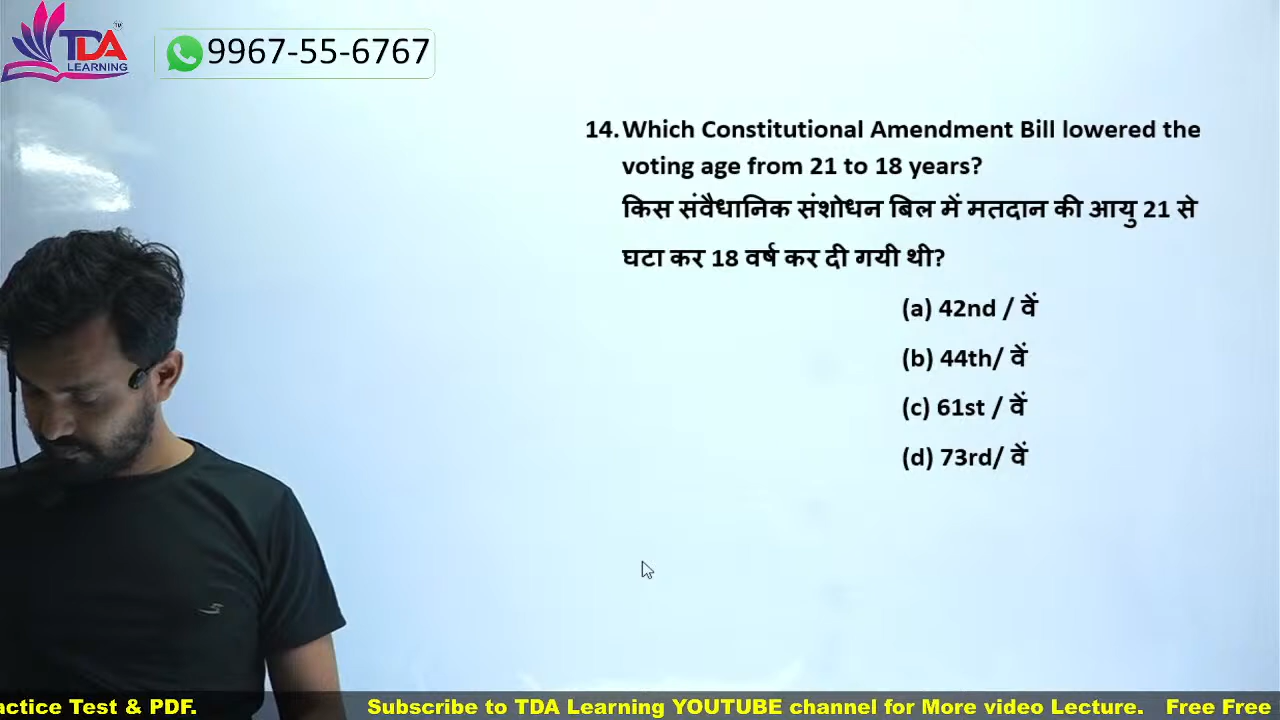 TDA
LEARNING
TM
9967-55-6767
14. Which Constitutional Amendment Bill lowered the
voting age from 21 to 18 years?
किस संवैधानिक संशोधन बिल में मतदान की आयु 21 से
घटा कर 18 वर्ष कर दी गयी थी?
(a) 42nd / वें
(b) 44th/ वें
(c) 61st / वें
(d) 73rd/ वें
actice Test & PDF. Subscribe to TDA Learning YOUTUBE channel for More video Lecture. Free Free